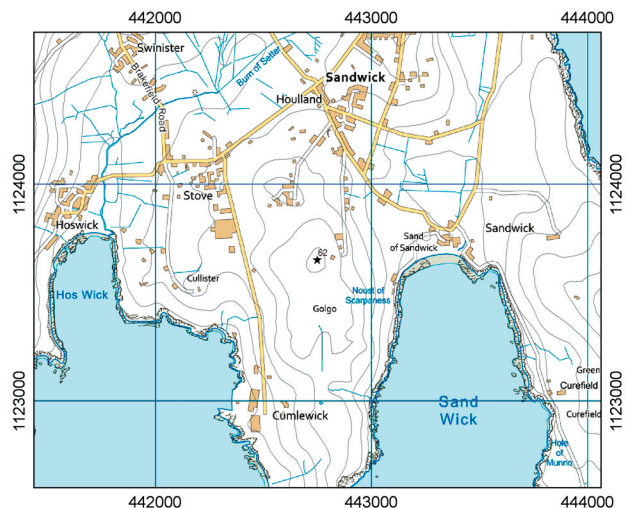 442000
443000
444000
Swinister
Brakefield Road
Burn of Setter
Sandwick
Houlland
1124000
1124000
Stove
Hoswick
Sand
of Sandwick
Sandwick
62
Cullister
Hos Wick
Noust of
Scarpaness
Golgo
Green
Curefield
1123000
1123000
Sand
Wick
Cumlewick
Curefield
Hole
of
Munno
442000
443000
444000